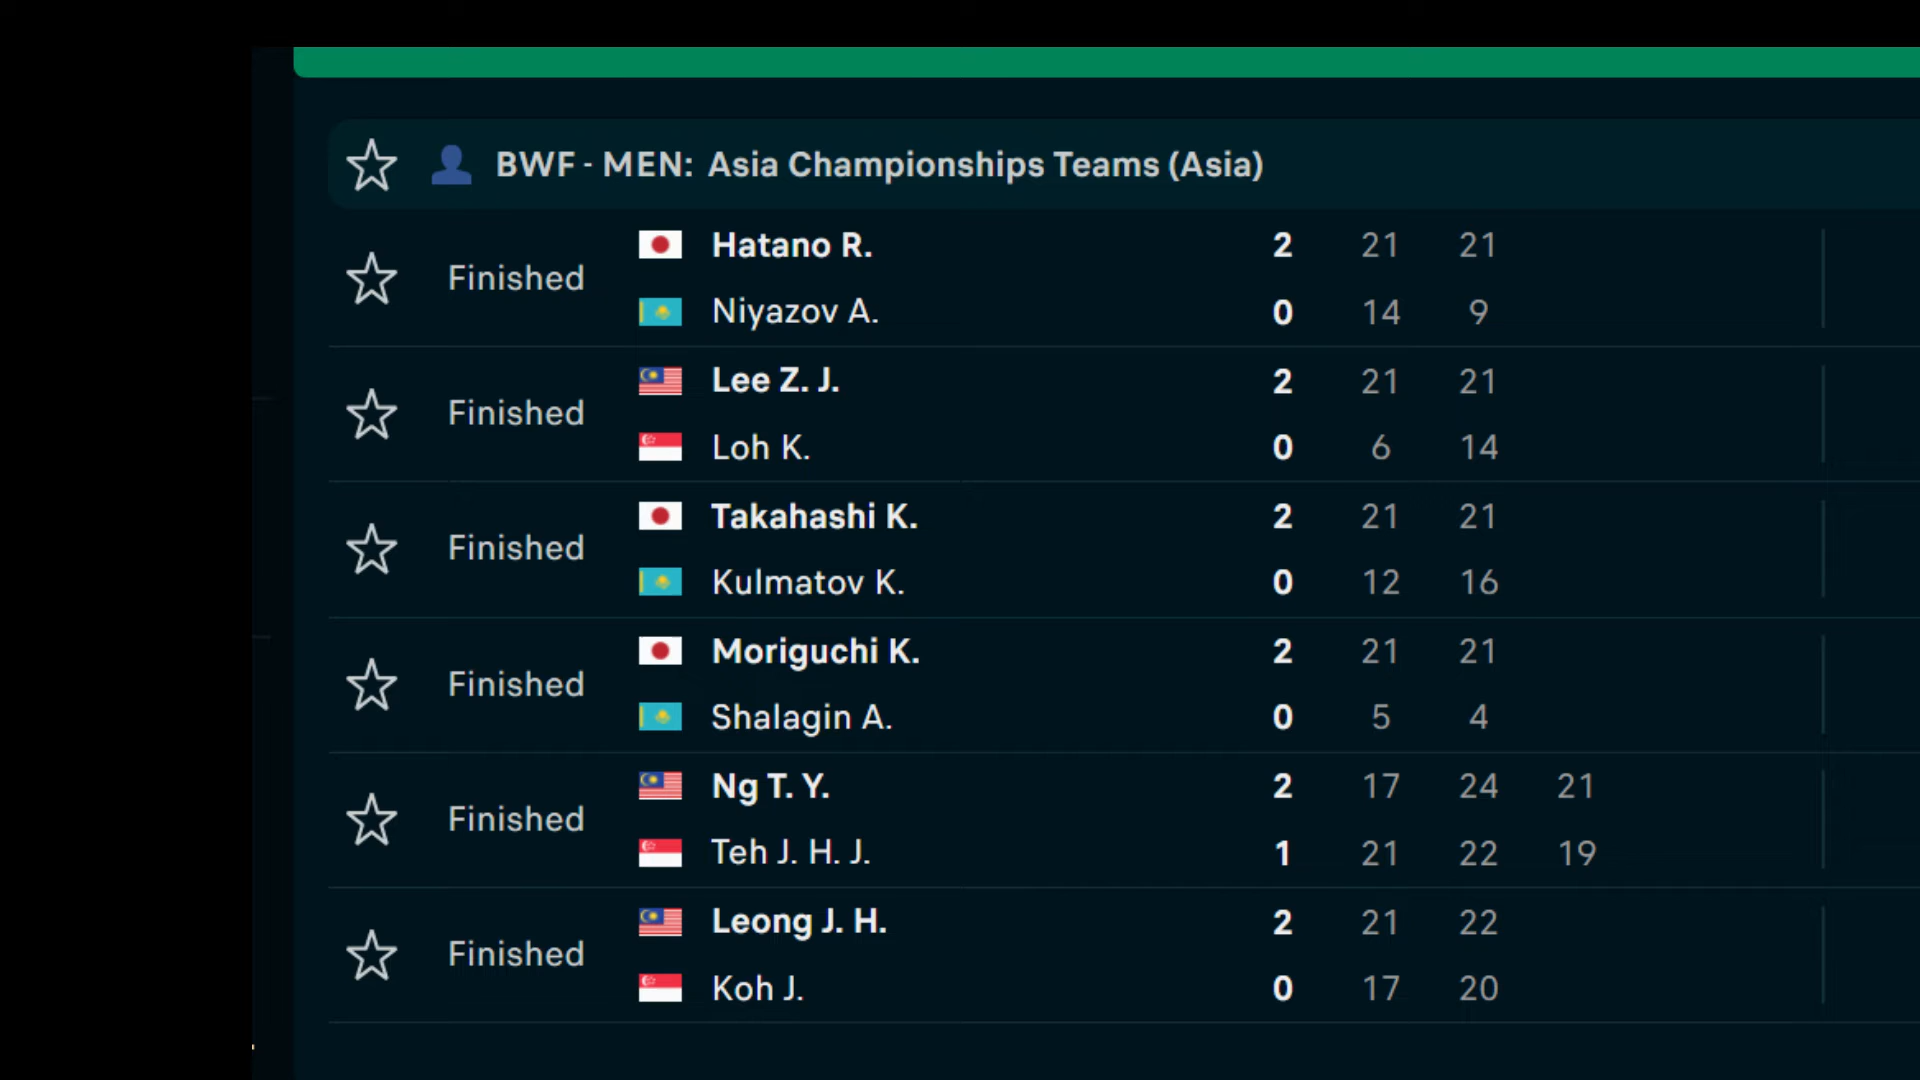 BWF - MEN: Asia Championships Teams (Asia)
Finished
Hatano R. 2 21 21
Niyazov A. 0 14 9
Finished
Lee Z. J. 2 21 21
Loh K. 0 6 14
Finished
Takahashi K. 2 21 21
Kulmatov K. 0 12 16
Finished
Moriguchi K. 2 21 21
Shalagin A. 0 5 4
Finished
Ng T. Y. 2 17 24 21
Teh J. H. J. 1 21 22 19
Finished
Leong J. H. 2 21 22
Koh J. 0 17 20